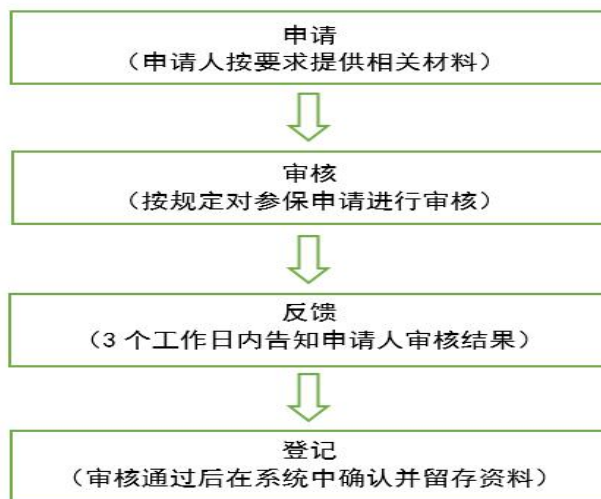 申请
（申请人按要求提供相关材料）
审核
（按规定对参保申请进行审核）
反馈
（3 个工作日内告知申请人审核结果）
登记
（审核通过后在系统中确认并留存资料）